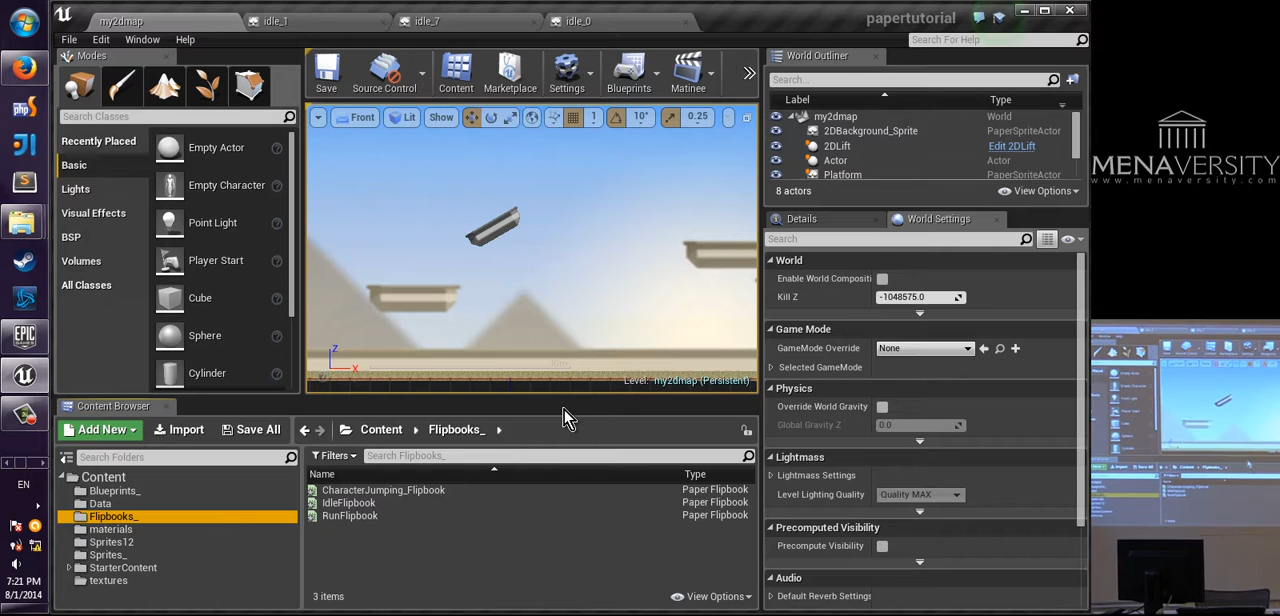 my2dmap
idle_1
idle_7
idle_0
papertutorial
File
Edit
Window
Help
Search For Help
Modes
Search Classes
Recently Placed
Basic
Lights
Visual Effects
BSP
Volumes
All Classes
Empty Actor
Empty Character
Point Light
Player Start
Cube
Sphere
Cylinder
Save
Source Control
Content
Marketplace
Settings
Blueprints
Matinee
Front
Lit
Show
1
10°
0.25
Z
X
Level: my2dmap (Persistent)
World Outliner
Search...
Label
Type
my2dmap
World
2DBackground_Sprite
PaperSpriteActor
2DLift
Edit 2DLift
Actor
Actor
Platform
PaperSpriteActor
8 actors
View Options
Details
World Settings
Search
World
Enable World Compositi
Kill Z
-1048575.0
Game Mode
GameMode Override
None
Selected GameMode
Physics
Override World Gravity
Global Gravity Z
0.0
Lightmass
Lightmass Settings
Level Lighting Quality
Quality MAX
Precomputed Visibility
Precompute Visibility
Audio
Default Reverb Settings
Content Browser
Add New
Import
Save All
Content
Flipbooks_
Search Folders
Filters
Search Flipbooks_
Content
Blueprints_
Data
Flipbooks_
materials
Sprites12
Sprites_
StarterContent
textures
Name
Type
CharacterJumping_Flipbook
Paper Flipbook
IdleFlipbook
Paper Flipbook
RunFlipbook
Paper Flipbook
3 items
View Options
php
S
EPIC
GAMES
EN
7:21 PM
8/1/2014
MENAVERSITY
www.menaversity.com